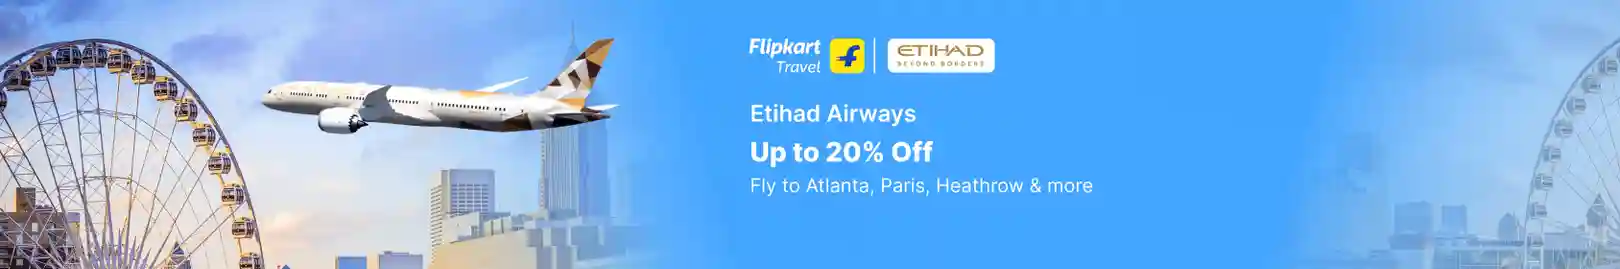 Flipkart
Travel
ETIHAD
BEYOND BORDERS
Etihad Airways
Up to 20% Off
Fly to Atlanta, Paris, Heathrow & more